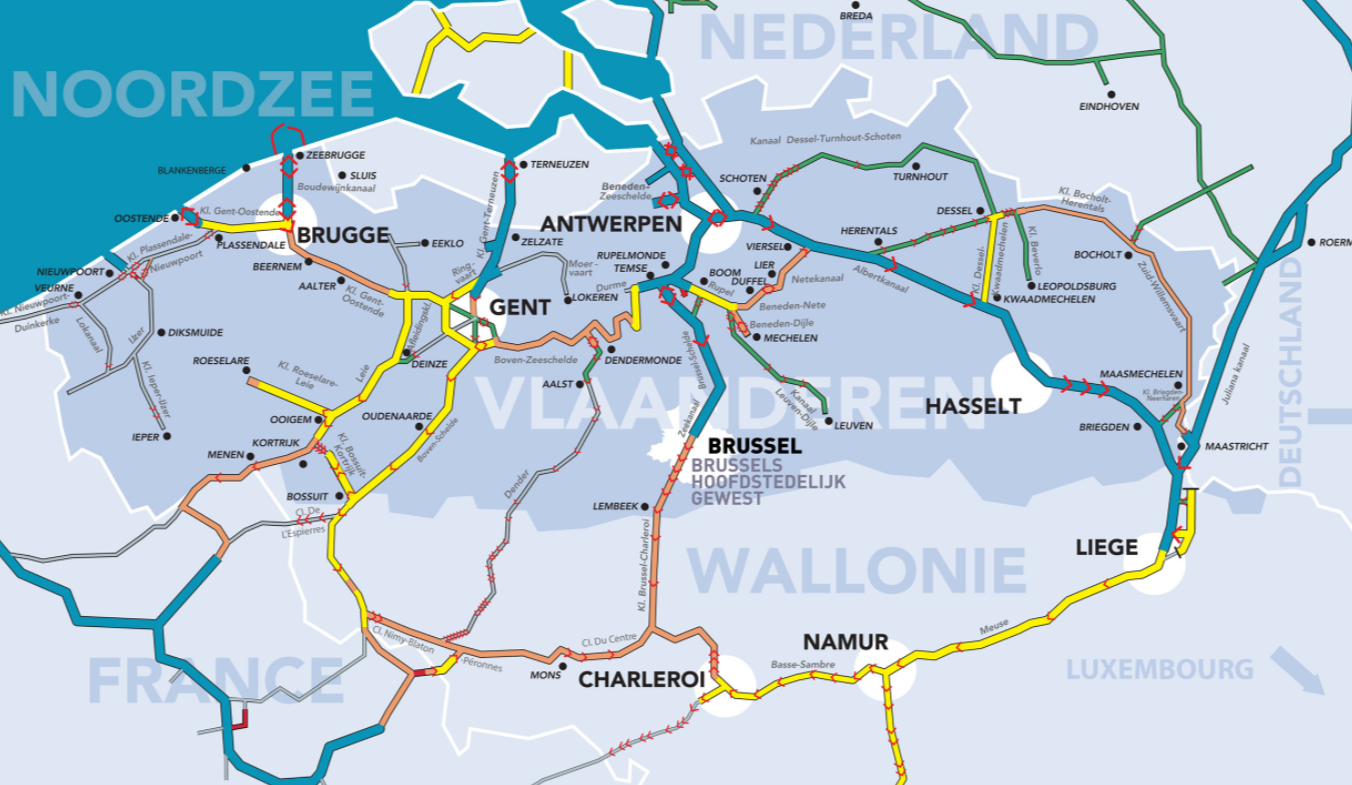 BREDA
NEDERLAND
NOORDZEE
EINDHOVEN
Kanaal Dessel-Turnhout-Schoten
ZEEBRUGGE
BLANKENBERGE
SLUIS
TERNEUZEN
TURNHOUT
SCHOTEN
Boudewijnkanaal
Beneden-
Zeeschelde
Kl. Bocholt-
Herentals
OOSTENDE
Kl. Gent-Oostende
Kl. Gent-Terneuzen
DESSEL
ANTWERPEN
BRUGGE
PLASSENDALE
Kl. Plassendale-
Nieuwpoort
EEKLO
ZELZATE
VIERSEL
HERENTALS
ROERM
BEERNEM
RUPELMONDE
TEMSE
LIER
DUFFEL
BOOM
Rupel
Netekanaal
Albertkanaal
Kl. Dessel-
Kwaadmechelen
Kl. Beverlo
BOCHOLT
NIEUWPOORT
VEURNE
AALTER
Ring-
vaart
Moer-
vaart
Durme
LOKEREN
LEOPOLDSBURG
KWAADMECHELEN
Zuid-Willemsvaart
Kl. Nieuwpoort-
Duinkerke
Kl. Gent-
Oostende
GENT
Beneden-Nete
Beneden-Dijle
MECHELEN
Lokanaal
IJzer
DIKSMUIDE
Afleidingskl.
Boven-Zeeschelde
DENDERMONDE
Brussel-Schelde
Zeekanaal
ROESELARE
Kl. Roeselare-
Leie
Leie
DEINZE
AALST
Kl. Ieper-IJzer
VLAANDEREN
Kanaal
Leuven-Dijle
LEUVEN
MAASMECHELEN
Kl. Briegden-
Neerharen
Juliana kanaal
DEUTSCHLAND
HASSELT
BRIEGDEN
OOIGEM
OUDENAARDE
IEPER
KORTRIJK
MENEN
Kl. Bossuit-
Kortrijk
Boven-Schelde
BRUSSEL
BRUSSELS
HOOFDSTEDELIJK
GEWEST
MAASTRICHT
BOSSUIT
Cl. De
L'Espierres
Dender
LEMBEEK
Kl. Brussel-Charleroi
WALLONIE
LIEGE
Cl. Nimy-Blaton
-Péronnes
Cl. Du Centre
MONS
Meuse
NAMUR
Basse-Sambre
CHARLEROI
FRANCE
LUXEMBOURG